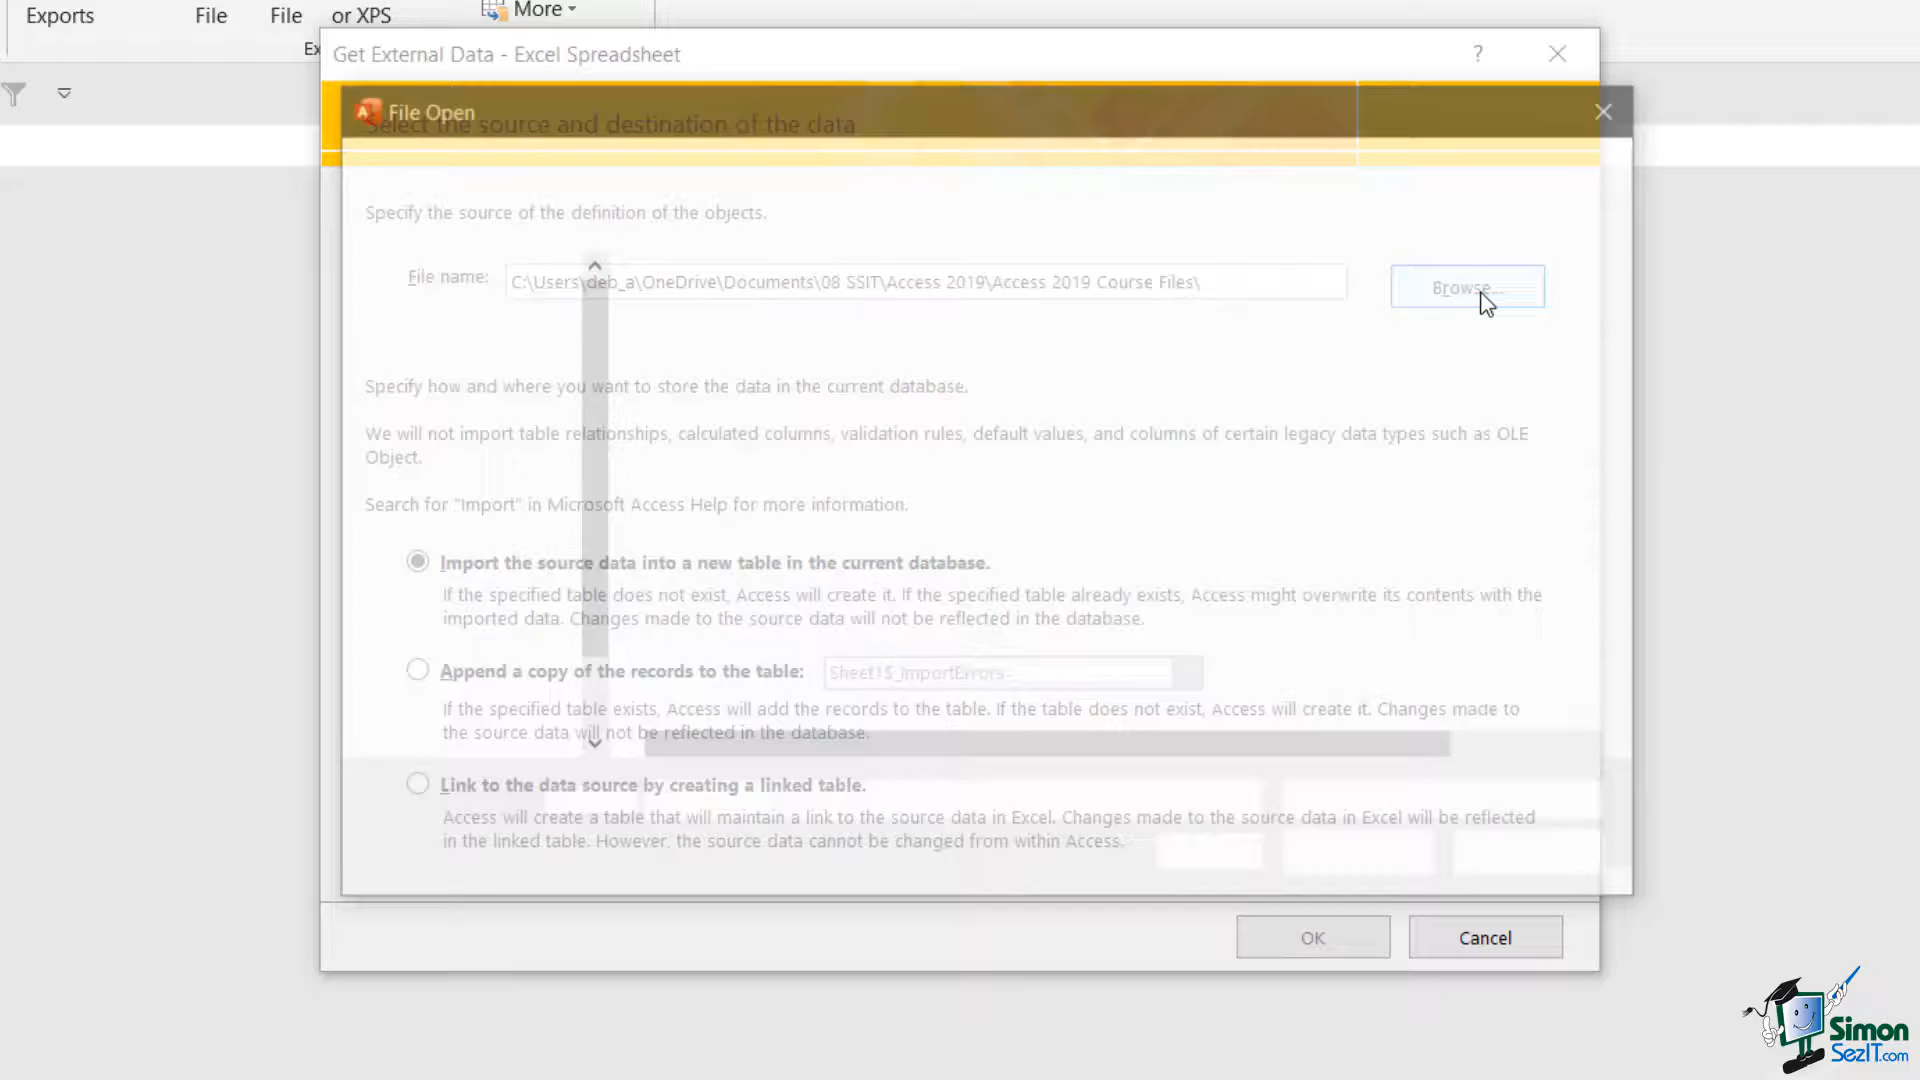 Exports
File
File
or XPS
More
Ex
Get External Data - Excel Spreadsheet
File Open
Select the source and destination of the data
Specify the source of the definition of the objects.
File name:
C:\Users\deb_a\OneDrive\Documents\08 SSIT\Access 2019\Access 2019 Course Files\
Browse...
Specify how and where you want to store the data in the current database.
We will not import table relationships, calculated columns, validation rules, default values, and columns of certain legacy data types such as OLE
Object.
Search for "Import" in Microsoft Access Help for more information.
Import the source data into a new table in the current database.
If the specified table does not exist, Access will create it. If the specified table already exists, Access might overwrite its contents with the
imported data. Changes made to the source data will not be reflected in the database.
Append a copy of the records to the table:
Sheet1$_ImportErrors
If the specified table exists, Access will add the records to the table. If the table does not exist, Access will create it. Changes made to
the source data will not be reflected in the database.
Link to the data source by creating a linked table.
Access will create a table that will maintain a link to the source data in Excel. Changes made to the source data in Excel will be reflected
in the linked table. However, the source data cannot be changed from within Access.
OK
Cancel
Simon
SezIT.com